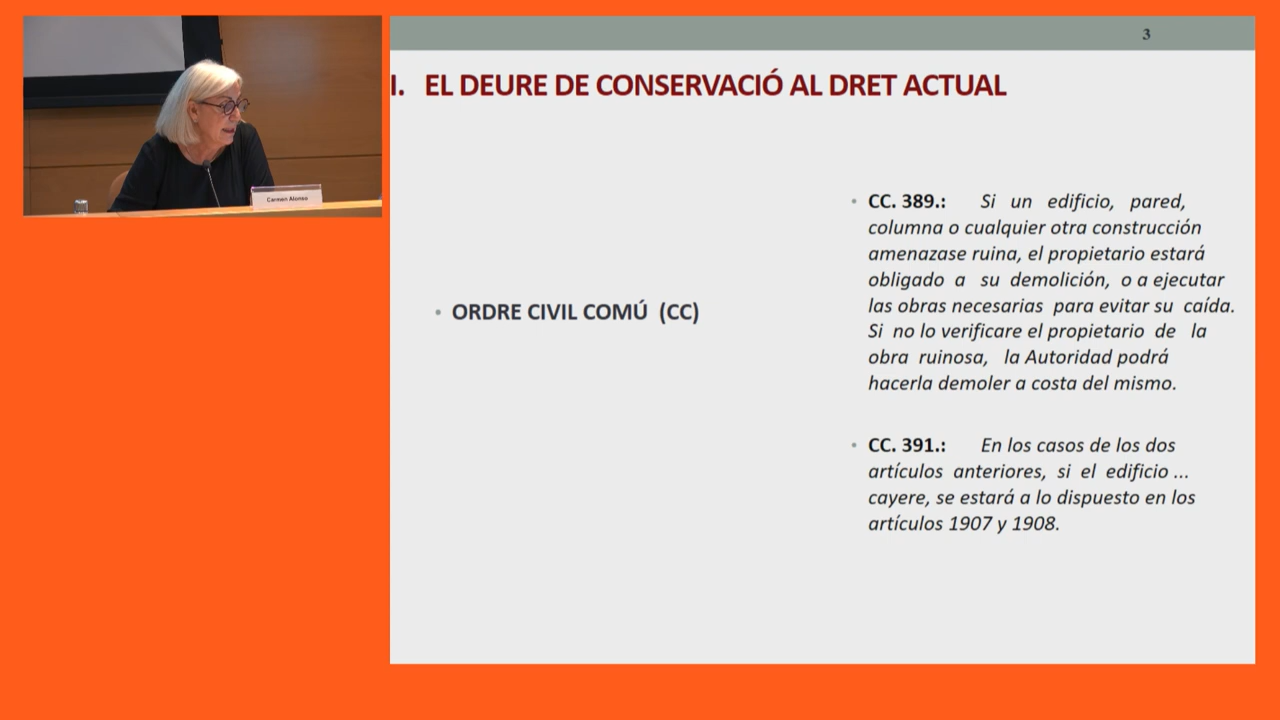 Carmen Alonso
3
I. EL DEURE DE CONSERVACIÓ AL DRET ACTUAL
• ORDRE CIVIL COMÚ (CC)
• CC. 389.: Si un edificio, pared,
columna o cualquier otra construcción
amenazase ruina, el propietario estará
obligado a su demolición, o a ejecutar
las obras necesarias para evitar su caída.
Si no lo verificare el propietario de la
obra ruinosa, la Autoridad podrá
hacerla demoler a costa del mismo.
• CC. 391.: En los casos de los dos
artículos anteriores, si el edificio ...
cayere, se estará a lo dispuesto en los
artículos 1907 y 1908.